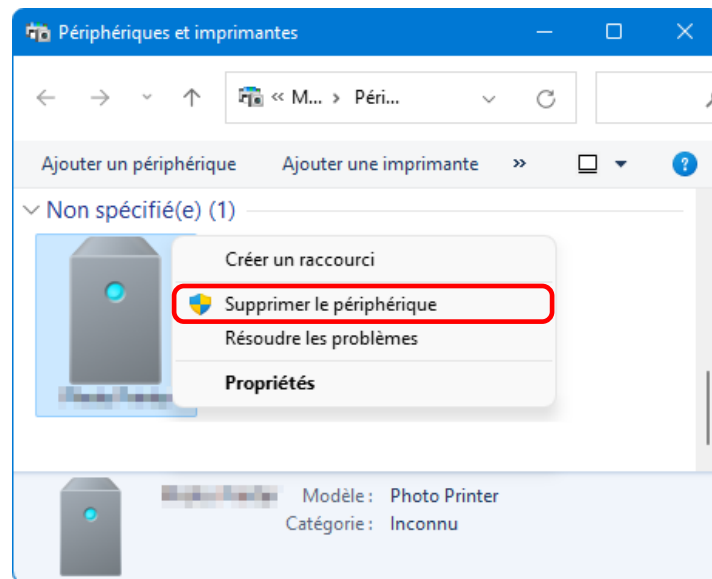 Périphériques et imprimantes
« M... › Péri...
Ajouter un périphérique Ajouter une imprimante »
Non spécifié(e) (1)
Créer un raccourci
Supprimer le périphérique
Résoudre les problèmes
Propriétés
Modèle : Photo Printer
Catégorie : Inconnu